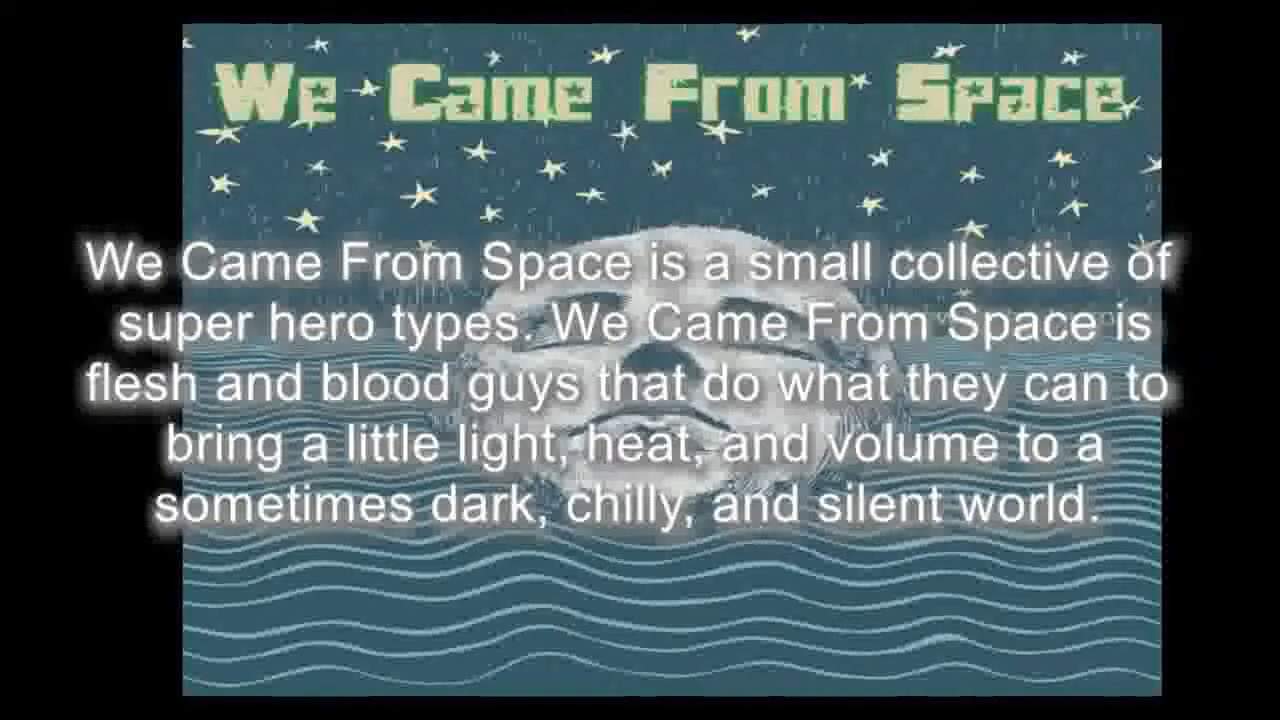 We Came From Space
We Came From Space is a small collective of
super hero types. We Came From Space is
flesh and blood guys that do what they can to
bring a little light, heat, and volume to a
sometimes dark, chilly, and silent world.